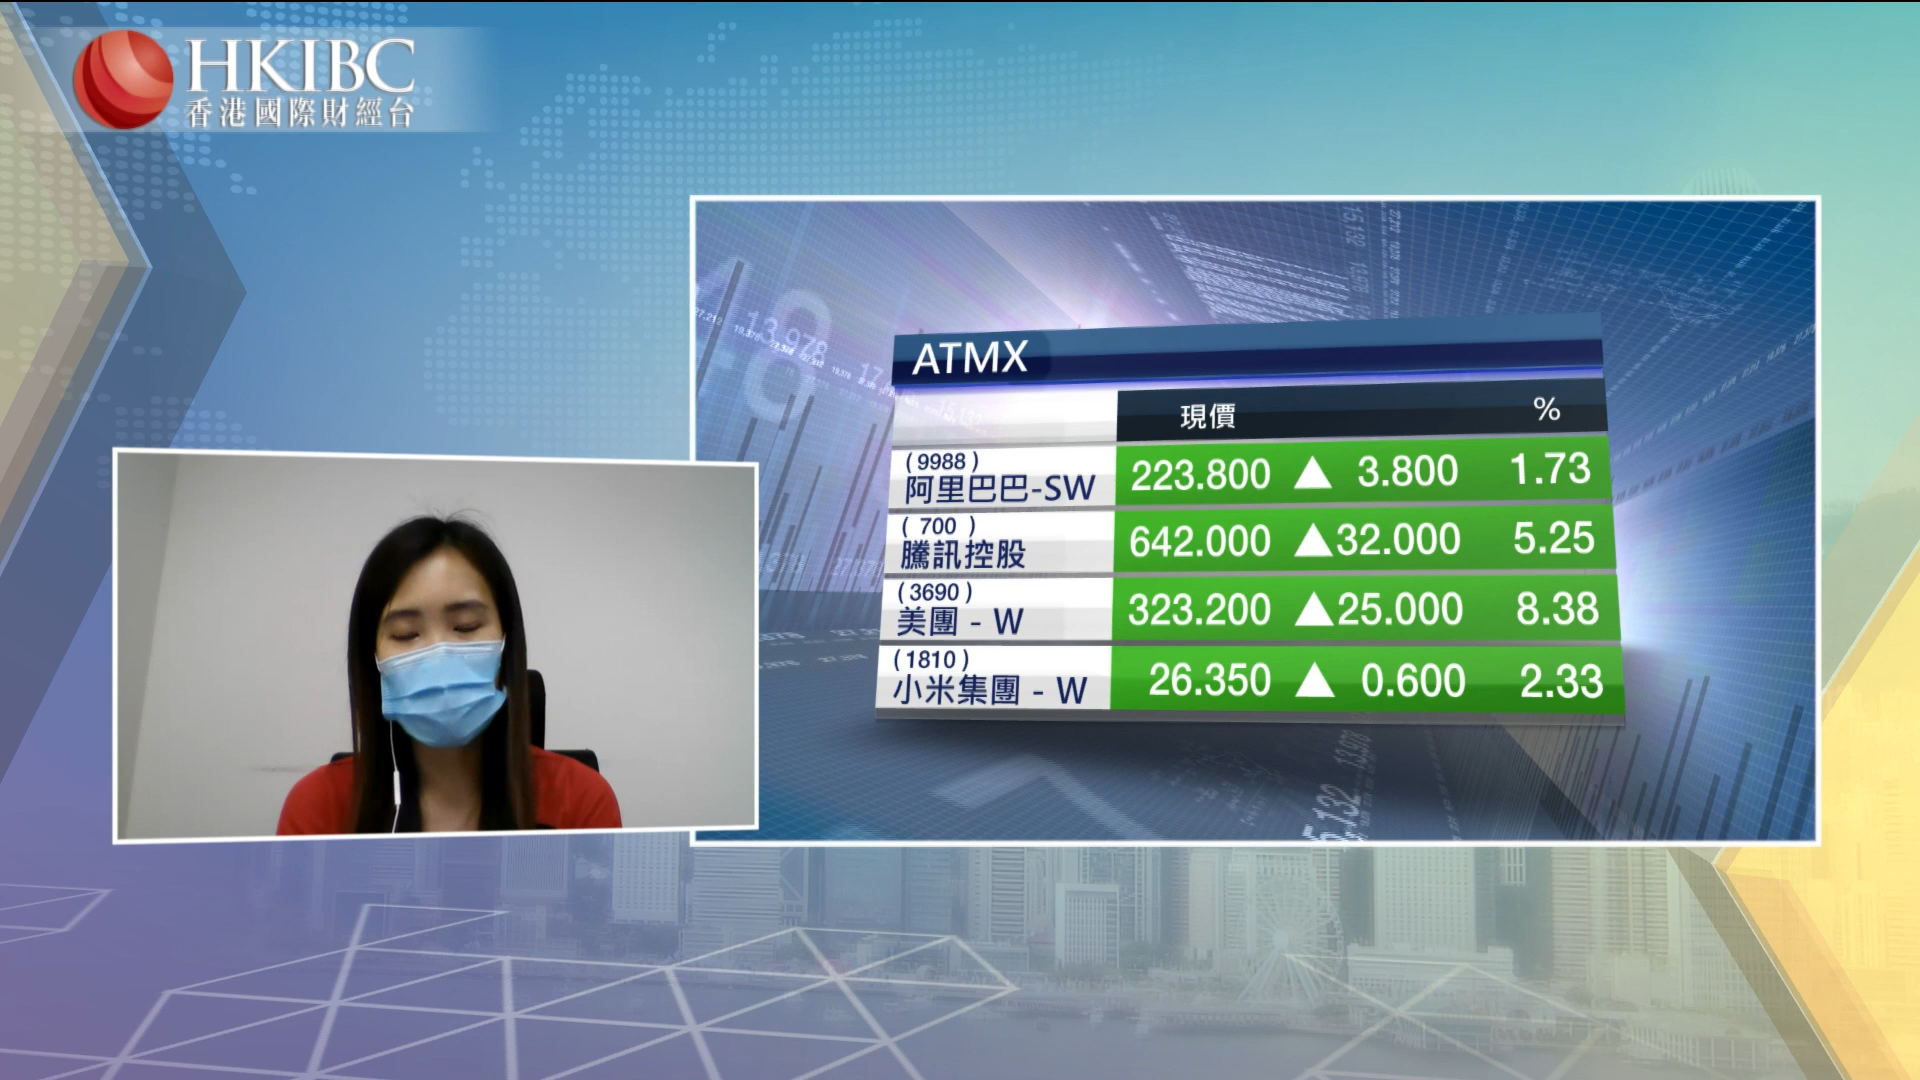 HKIBC
香港國際財經台
ATMX
現價 %
(9988)
阿里巴巴-SW 223.800 ▲ 3.800 1.73
(700)
騰訊控股 642.000 ▲ 32.000 5.25
(3690)
美團 - W 323.200 ▲ 25.000 8.38
(1810)
小米集團 - W 26.350 ▲ 0.600 2.33